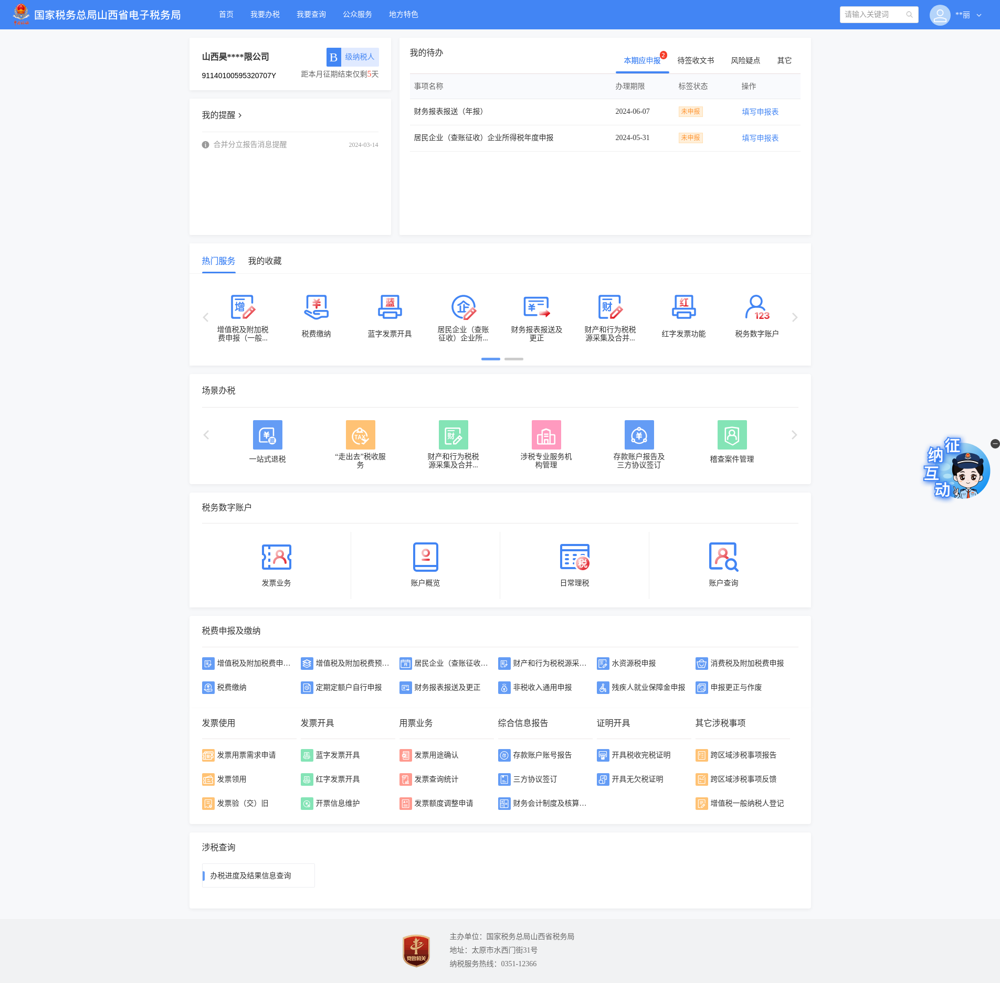 国家税务总局山西省电子税务局
首页 我要办税 我要查询 公众服务 地方特色
请输入关键词
**丽
山西昊****限公司
B 级纳税人
91140100595320707Y
距本月征期结束仅剩5天
我的提醒
合并分立报告消息提醒 2024-03-14
我的待办
本期应申报 2 待签收文书 风险疑点 其它
事项名称 办理期限 标签状态 操作
财务报表报送（年报） 2024-06-07 未申报 填写申报表
居民企业（查账征收）企业所得税年度申报 2024-05-31 未申报 填写申报表
热门服务 我的收藏
增 蓝 企 财 红 123
增值税及附加税
费申报（一般...
税费缴纳
蓝字发票开具
居民企业（查账
征收）企业所...
财务报表报送及
更正
财产和行为税税
源采集及合并...
红字发票功能
税务数字账户
场景办税
退 TAX 财
一站式退税
“走出去”税收服
务
财产和行为税税
源采集及合并...
涉税专业服务机
构管理
存款账户报告及
三方协议签订
稽查案件管理
征
纳
互
动
税务数字账户
税
发票业务 账户概览 日常理税 账户查询
税费申报及缴纳
增值税及附加税费申... 增值税及附加税费预... 居民企业（查账征收... 财产和行为税税源采... 水资源税申报 消费税及附加税费申报
税费缴纳 定期定额户自行申报 财务报表报送及更正 非税收入通用申报 残疾人就业保障金申报 申报更正与作废
发票使用 发票开具 用票业务 综合信息报告 证明开具 其它涉税事项
发票用票需求申请 蓝字发票开具 发票用途确认 存款账户账号报告 开具税收完税证明 跨区域涉税事项报告
发票领用 红字发票开具 发票查询统计 三方协议签订 开具无欠税证明 跨区域涉税事项反馈
发票验（交）旧 开票信息维护 发票额度调整申请 财务会计制度及核算... 增值税一般纳税人登记
涉税查询
办税进度及结果信息查询
党政机关
主办单位：国家税务总局山西省税务局
地址：太原市水西门街31号
纳税服务热线：0351-12366